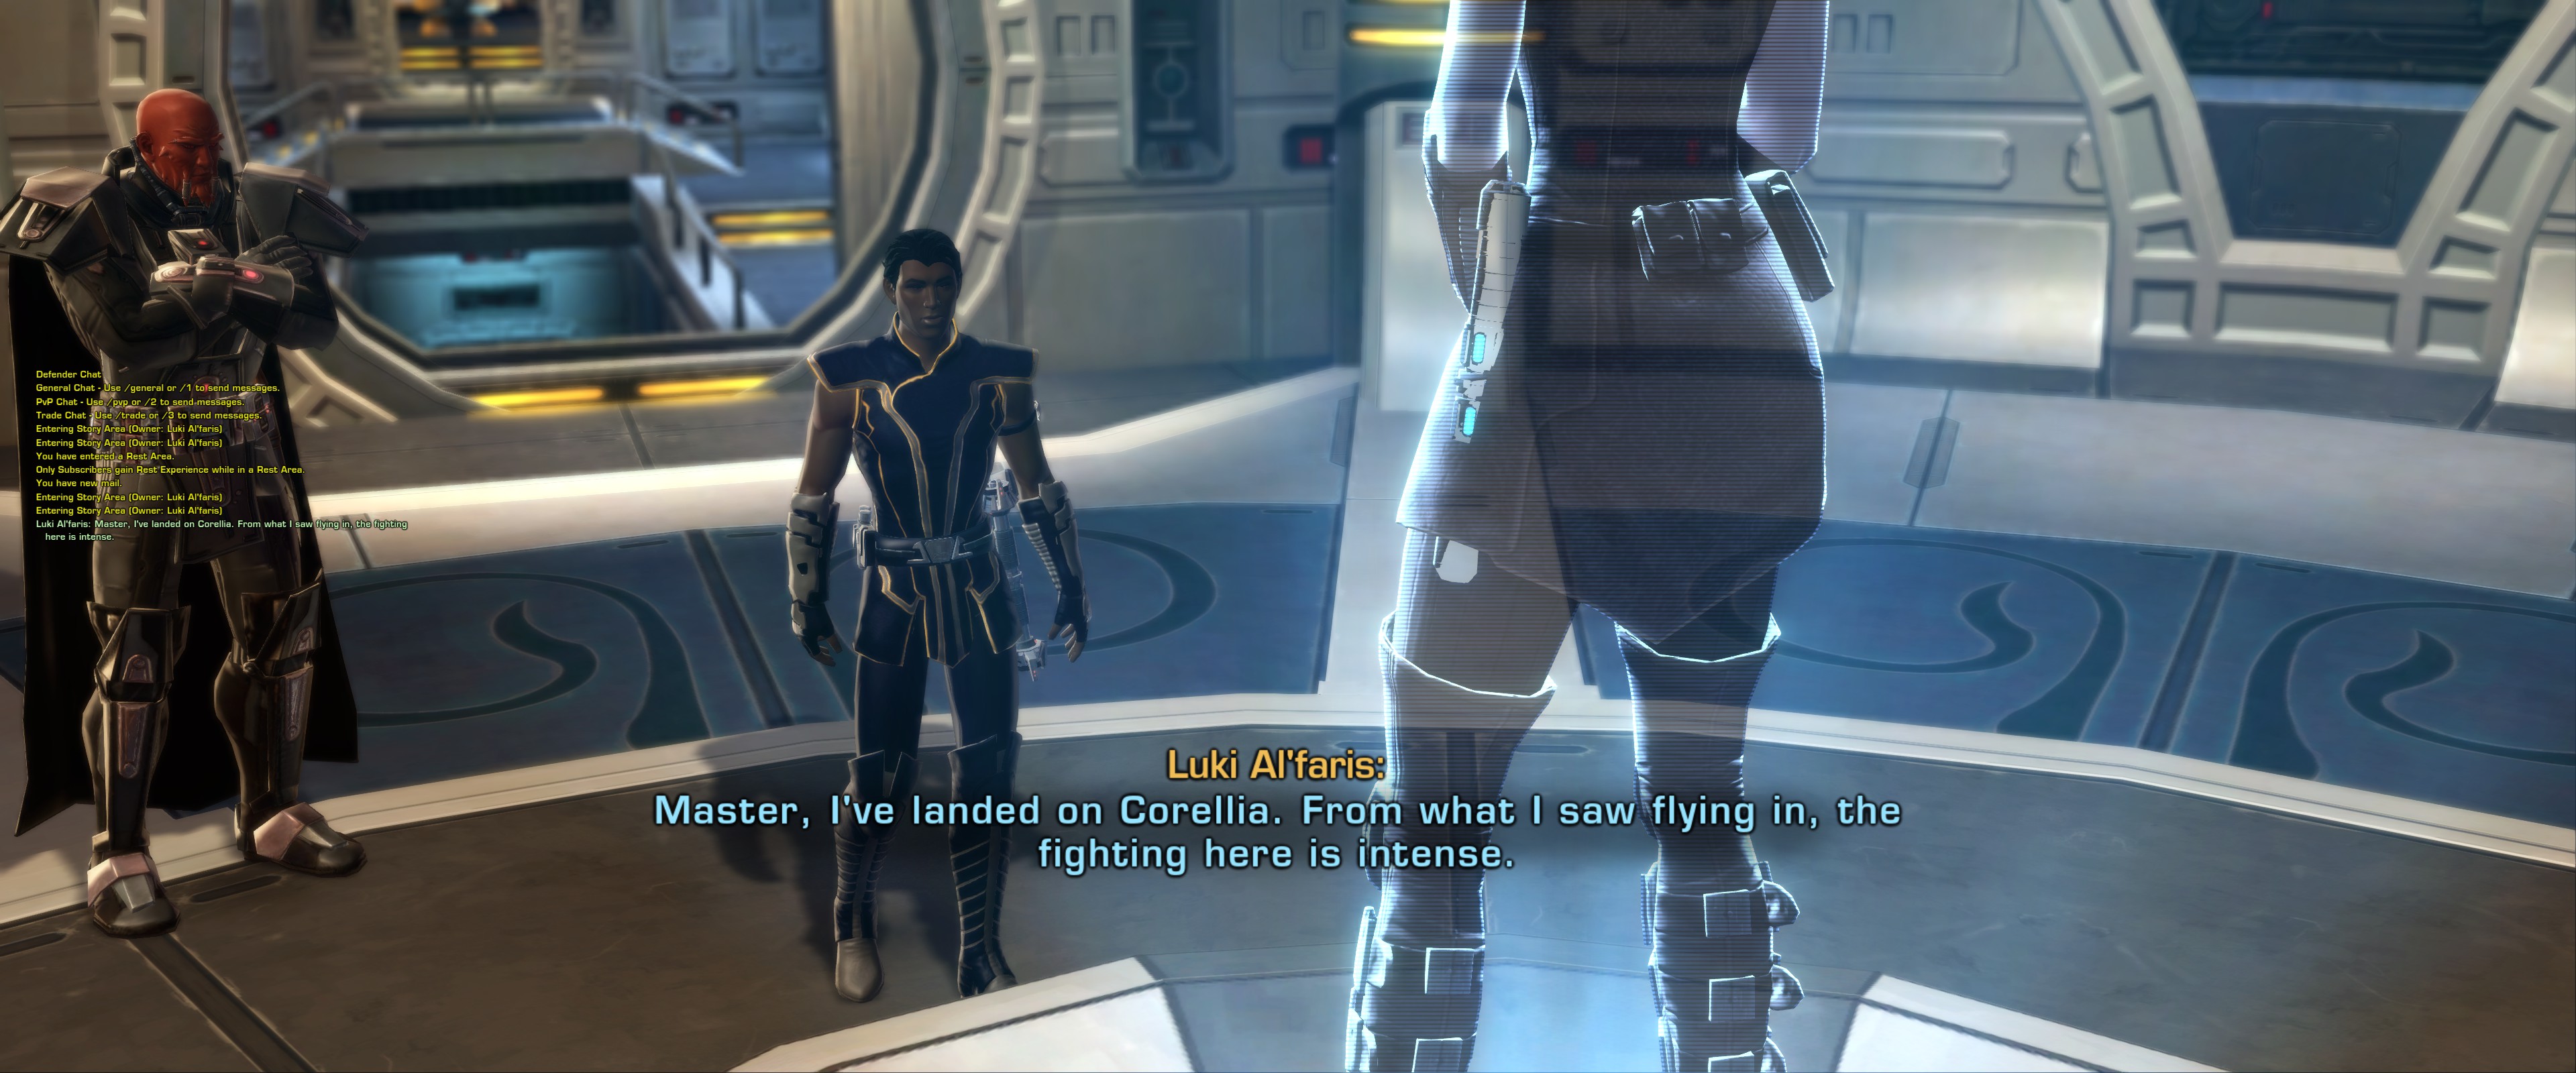 Defender Chat
General Chat - Use /general or /1 to send messages.
PvP Chat - Use /pvp or /2 to send messages.
Trade Chat - Use /trade or /3 to send messages.
Entering Story Area (Owner: Luki Al'faris)
Entering Story Area (Owner: Luki Al'faris)
You have entered a Rest Area.
Only Subscribers gain Rest Experience while in a Rest Area.
You have new mail.
Entering Story Area (Owner: Luki Al'faris)
Entering Story Area (Owner: Luki Al'faris)
Luki Al'faris: Master, I've landed on Corellia. From what I saw flying in, the fighting
here is intense.
Luki Al'faris:
Master, I've landed on Corellia. From what I saw flying in, the
fighting here is intense.